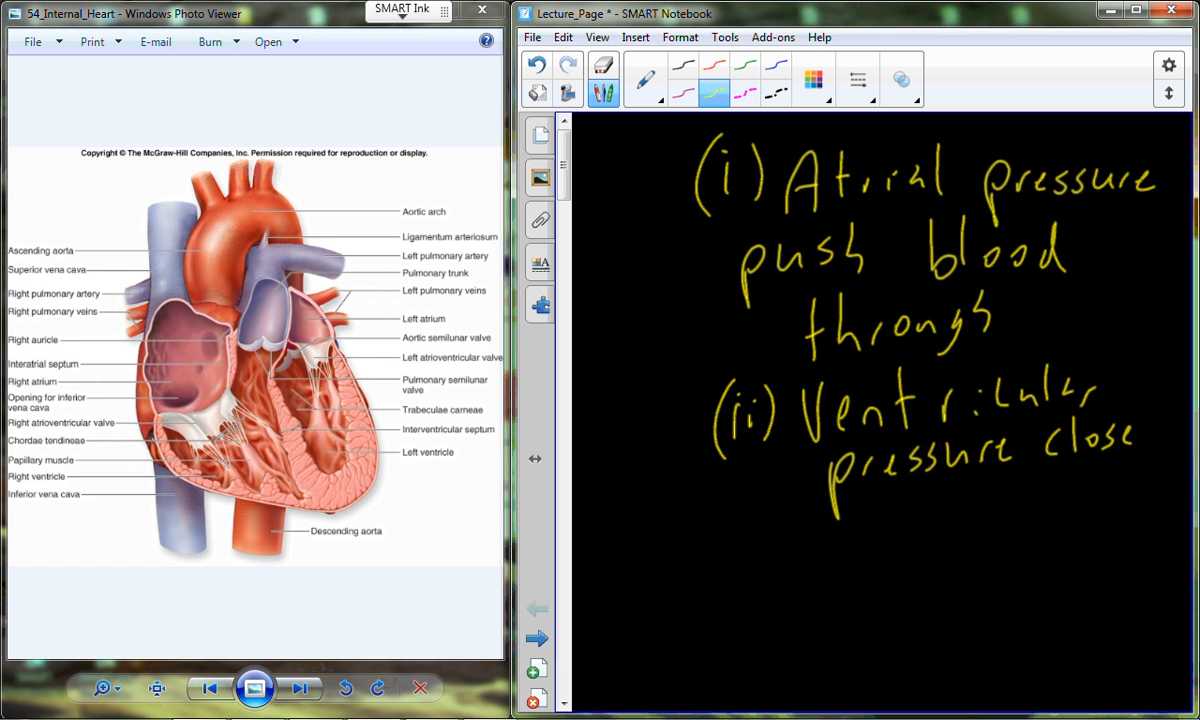 54_Internal_Heart - Windows Photo Viewer
SMART Ink
File Print E-mail Burn Open
Copyright © The McGraw-Hill Companies, Inc. Permission required for reproduction or display.
Ascending aorta
Superior vena cava
Right pulmonary artery
Right pulmonary veins
Right auricle
Interatrial septum
Right atrium
Opening for inferior
vena cava
Right atrioventricular valve
Chordae tendineae
Papillary muscle
Right ventricle
Inferior vena cava
Aortic arch
Ligamentum arteriosum
Left pulmonary artery
Pulmonary trunk
Left pulmonary veins
Left atrium
Aortic semilunar valve
Left atrioventricular valve
Pulmonary semilunar
valve
Trabeculae carneae
Interventricular septum
Left ventricle
Descending aorta
Lecture_Page * - SMART Notebook
File Edit View Insert Format Tools Add-ons Help
(i) Atrial pressure
push blood
through
(ii) Ventricular
pressure close